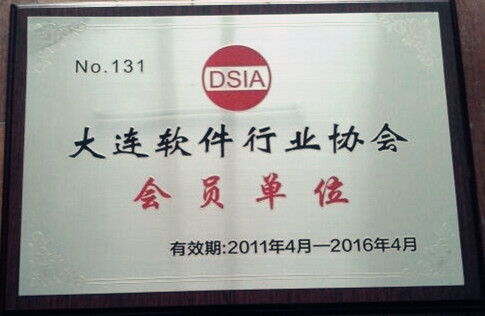 No.131
DSIA
大连软件行业协会
会员单位
有效期:2011年4月—2016年4月